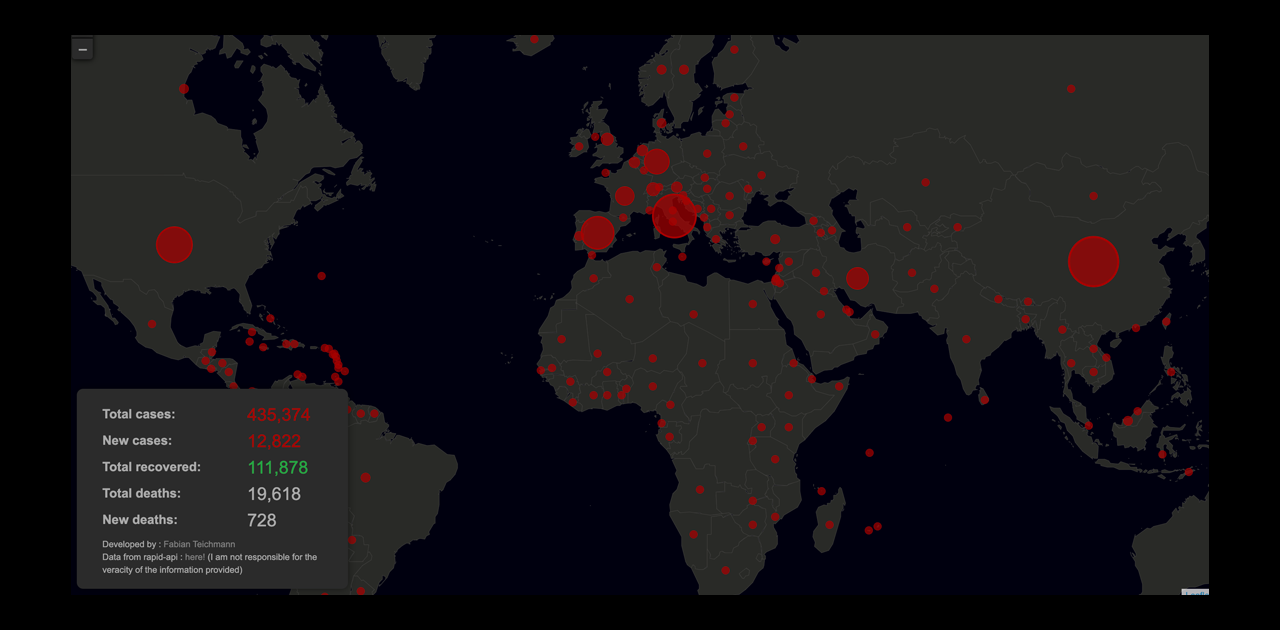 −
Total cases: 435,374
New cases: 12,822
Total recovered: 111,878
Total deaths: 19,618
New deaths: 728
Developed by : Fabian Teichmann
Data from rapid-api : here! (I am not responsible for the
veracity of the information provided)